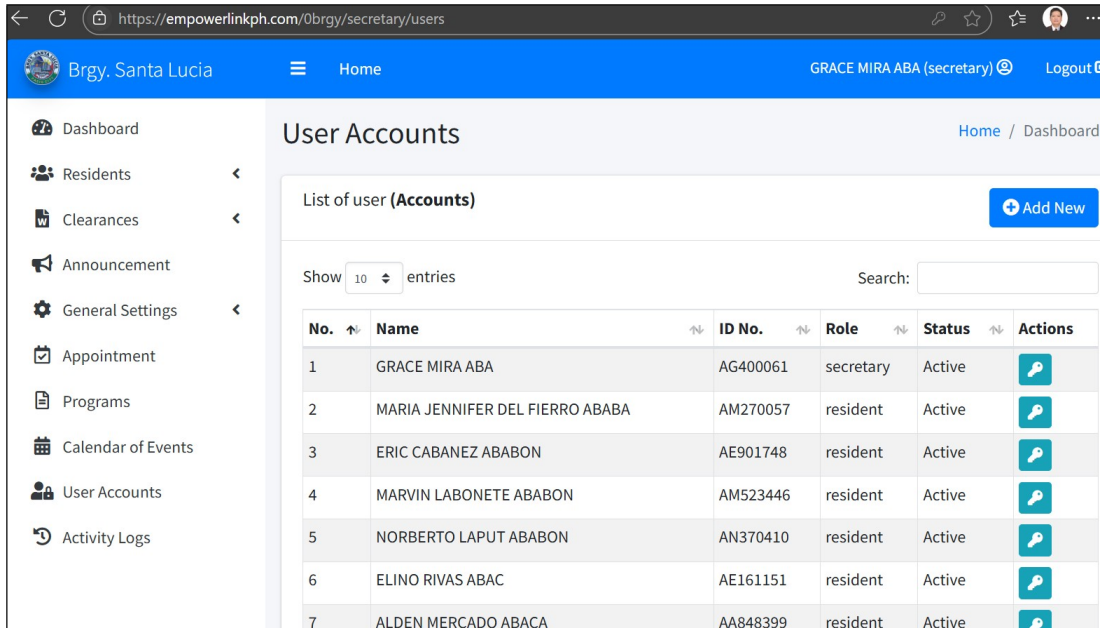 https://empowerlinkph.com/0brgy/secretary/users
Brgy. Santa Lucia
Home
GRACE MIRA ABA (secretary)
Logout
Dashboard
Residents
Clearances
Announcement
General Settings
Appointment
Programs
Calendar of Events
User Accounts
Activity Logs
User Accounts
Home / Dashboard
List of user (Accounts)
Add New
Show 10 entries
Search:
No. Name ID No. Role Status Actions
1 GRACE MIRA ABA AG400061 secretary Active
2 MARIA JENNIFER DEL FIERRO ABABA AM270057 resident Active
3 ERIC CABANEZ ABABON AE901748 resident Active
4 MARVIN LABONETE ABABON AM523446 resident Active
5 NORBERTO LAPUT ABABON AN370410 resident Active
6 ELINO RIVAS ABAC AE161151 resident Active
7 ALDEN MERCADO ABACA AA848399 resident Active